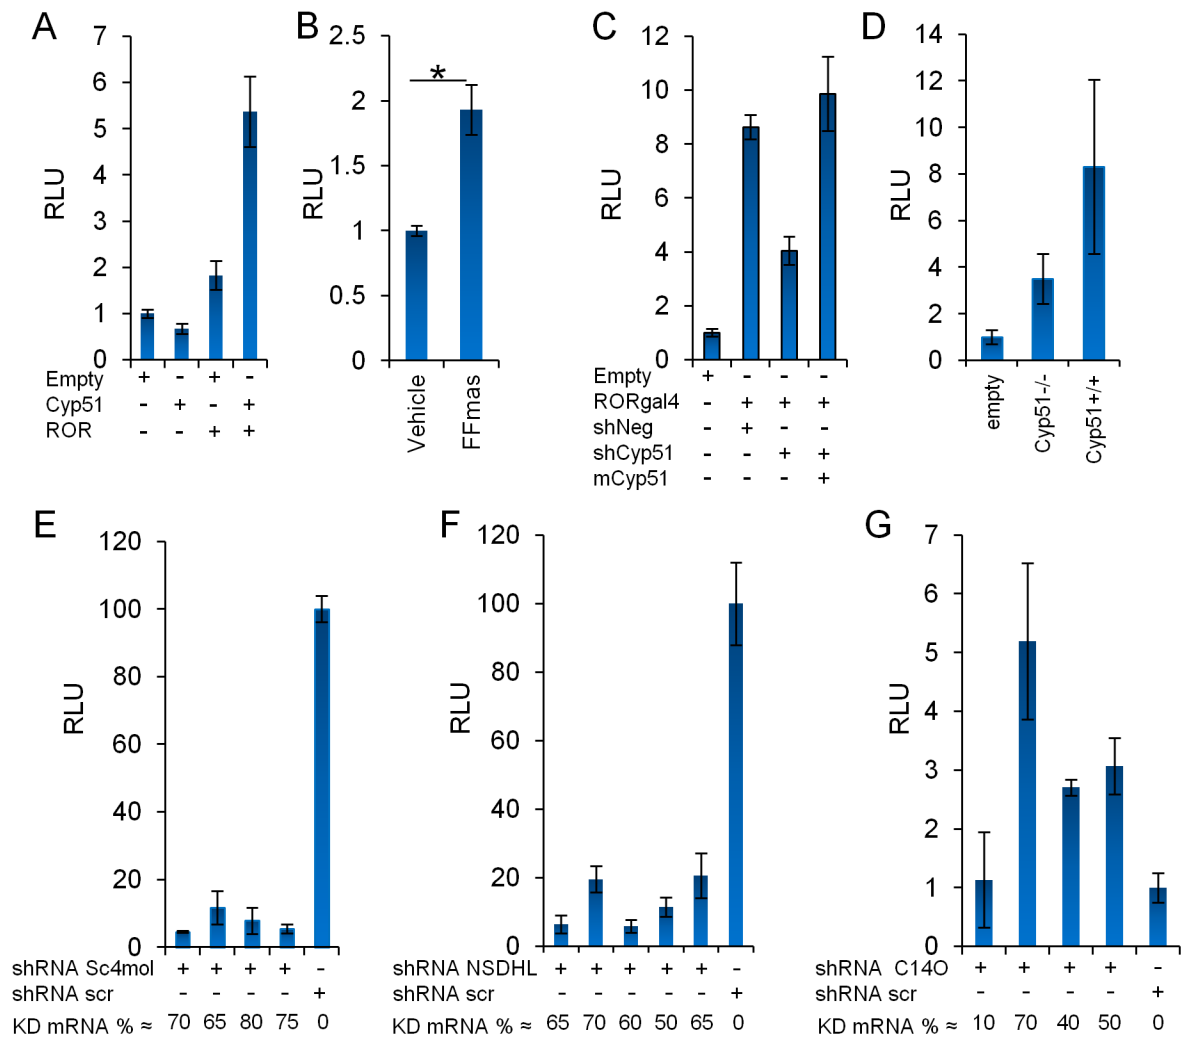 A
RLU
7
6
5
4
3
2
1
0
Empty + - + -
Cyp51 - + - +
ROR - - + +
B
RLU
2.5
2
1.5
1
0.5
0
*
Vehicle
FFmas
C
RLU
12
10
8
6
4
2
0
Empty + - - -
RORgal4 - + + +
shNeg - + - -
shCyp51 - - + +
mCyp51 - - - +
D
RLU
14
12
10
8
6
4
2
0
empty
Cyp51-/-
Cyp51+/+
E
RLU
120
100
80
60
40
20
0
shRNA Sc4mol + + + + -
shRNA scr - - - - +
KD mRNA % ≈ 70 65 80 75 0
F
RLU
120
100
80
60
40
20
0
shRNA NSDHL + + + + + -
shRNA scr - - - - - +
KD mRNA % ≈ 65 70 60 50 65 0
G
RLU
7
6
5
4
3
2
1
0
shRNA C14O + + + + -
shRNA scr - - - - +
KD mRNA % ≈ 10 70 40 50 0